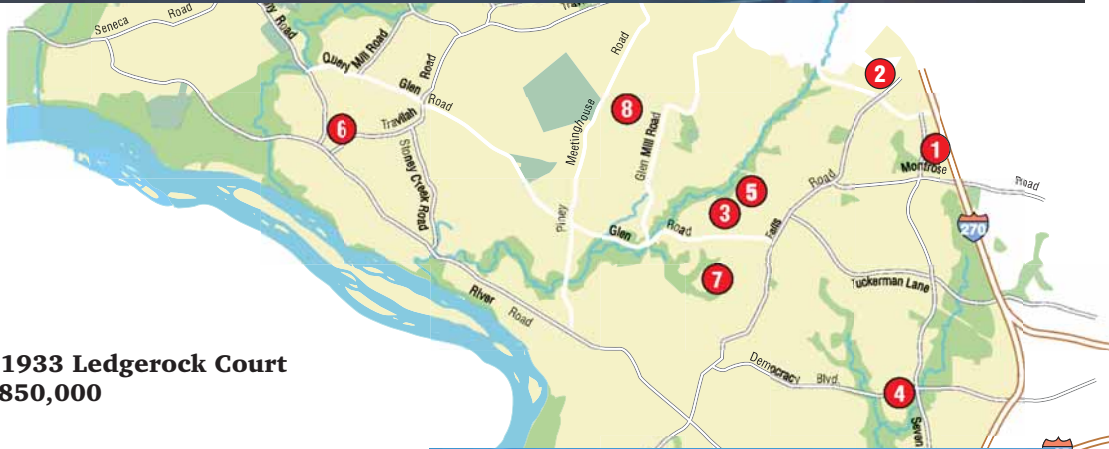 Seneca Road
ny Road
Query Mill Road
Glen Road
Road
Travilah
Stoney Creek Road
Piney Meetinghouse Road
Glen Mill Road
Glen Road
Falls Road
Montrose Road
270
Tuckerman Lane
River Road
Democracy Blvd.
Seven
1
2
3
4
5
6
7
8
1933 Ledgerock Court
850,000